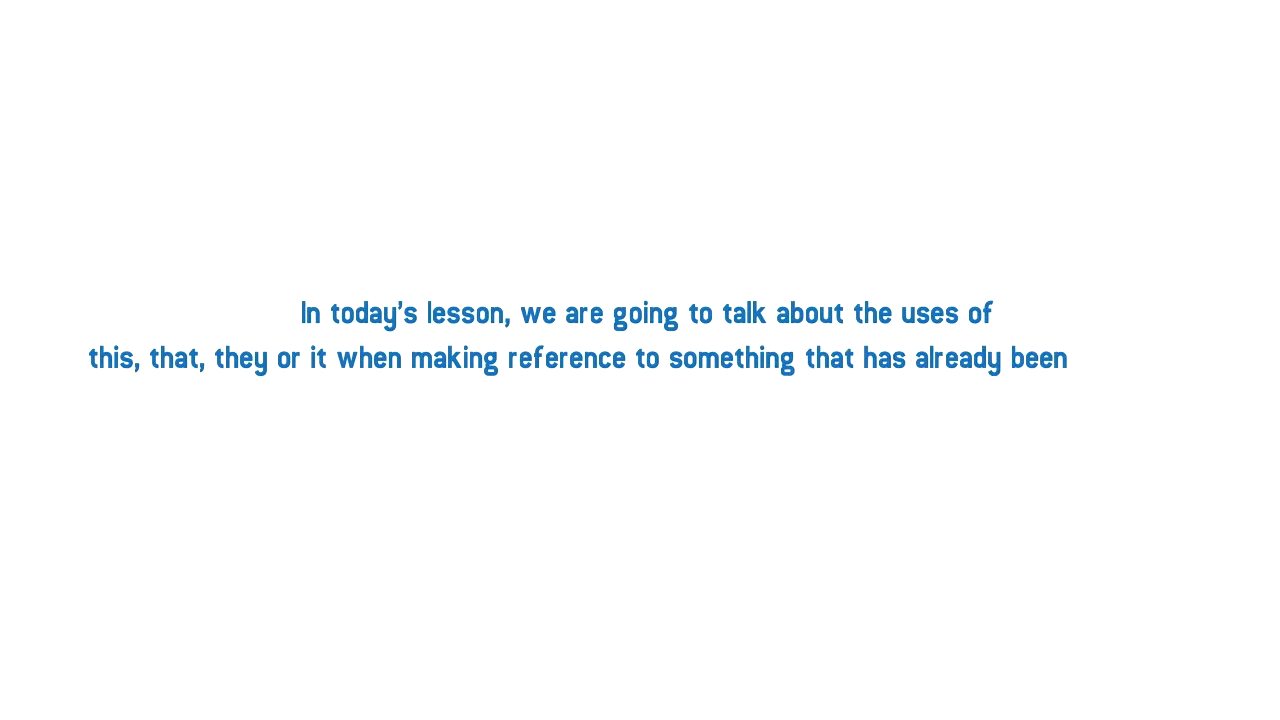 In today's lesson, we are going to talk about the uses of
this, that, they or it when making reference to something that has already been